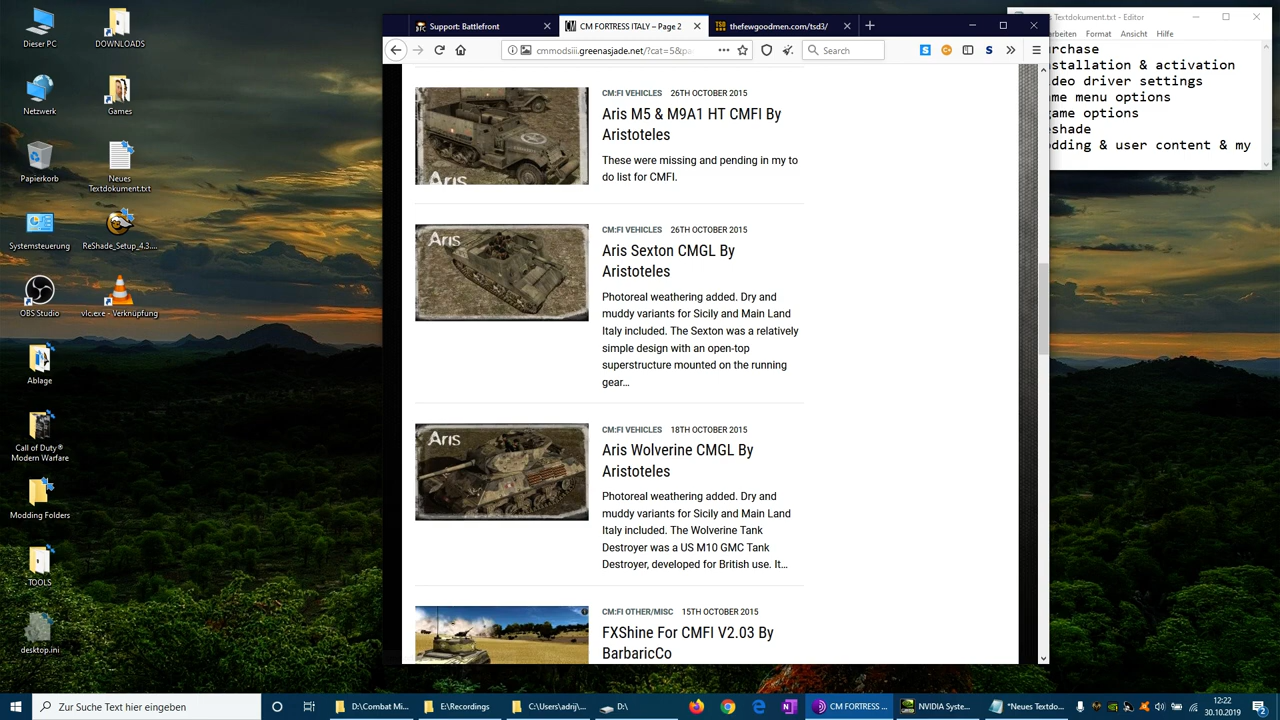 Dieser PC
DOWNLOADS
Netzwerk
Games
Papierkorb
Neues
Textdokument.txt
Systemsteuerung
ReShade_Setup_4.3....
OBS Studio
vlc.exe - Verknüpfung
Ablage
Call of Duty®
Modern Warfare
Modding Folders
TOOLS
desktop.ini
Support: Battlefront
CM FORTRESS ITALY – Page 2
thefewgoodmen.com/tsd3/
cmmodsiii.greenasjade.net/?cat=5&pa
Search
CM:FI VEHICLES 26TH OCTOBER 2015
Aris M5 & M9A1 HT CMFI By
Aristoteles
These were missing and pending in my to
do list for CMFI.
Aris
CM:FI VEHICLES 26TH OCTOBER 2015
Aris Sexton CMGL By
Aristoteles
Photoreal weathering added. Dry and
muddy variants for Sicily and Main Land
Italy included. The Sexton was a relatively
simple design with an open-top
superstructure mounted on the running
gear...
Aris
CM:FI VEHICLES 18TH OCTOBER 2015
Aris Wolverine CMGL By
Aristoteles
Photoreal weathering added. Dry and
muddy variants for Sicily and Main Land
Italy included. The Wolverine Tank
Destroyer was a US M10 GMC Tank
Destroyer, developed for British use. It...
Aris
CM:FI OTHER/MISC 15TH OCTOBER 2015
FXShine For CMFI V2.03 By
BarbaricCo
s Textdokument.txt - Editor
arbeiten Format Ansicht Hilfe
urchase
nstallation & activation
deo driver settings
me menu options
game options
eshade
odding & user content & my
Zur Suche Text hier eingeben
D:\Combat Mi...
E:\Recordings
C:\Users\adrij...
D:\
CM FORTRESS ...
NVIDIA Syste...
*Neues Textdo...
12:22
30.10.2019
2